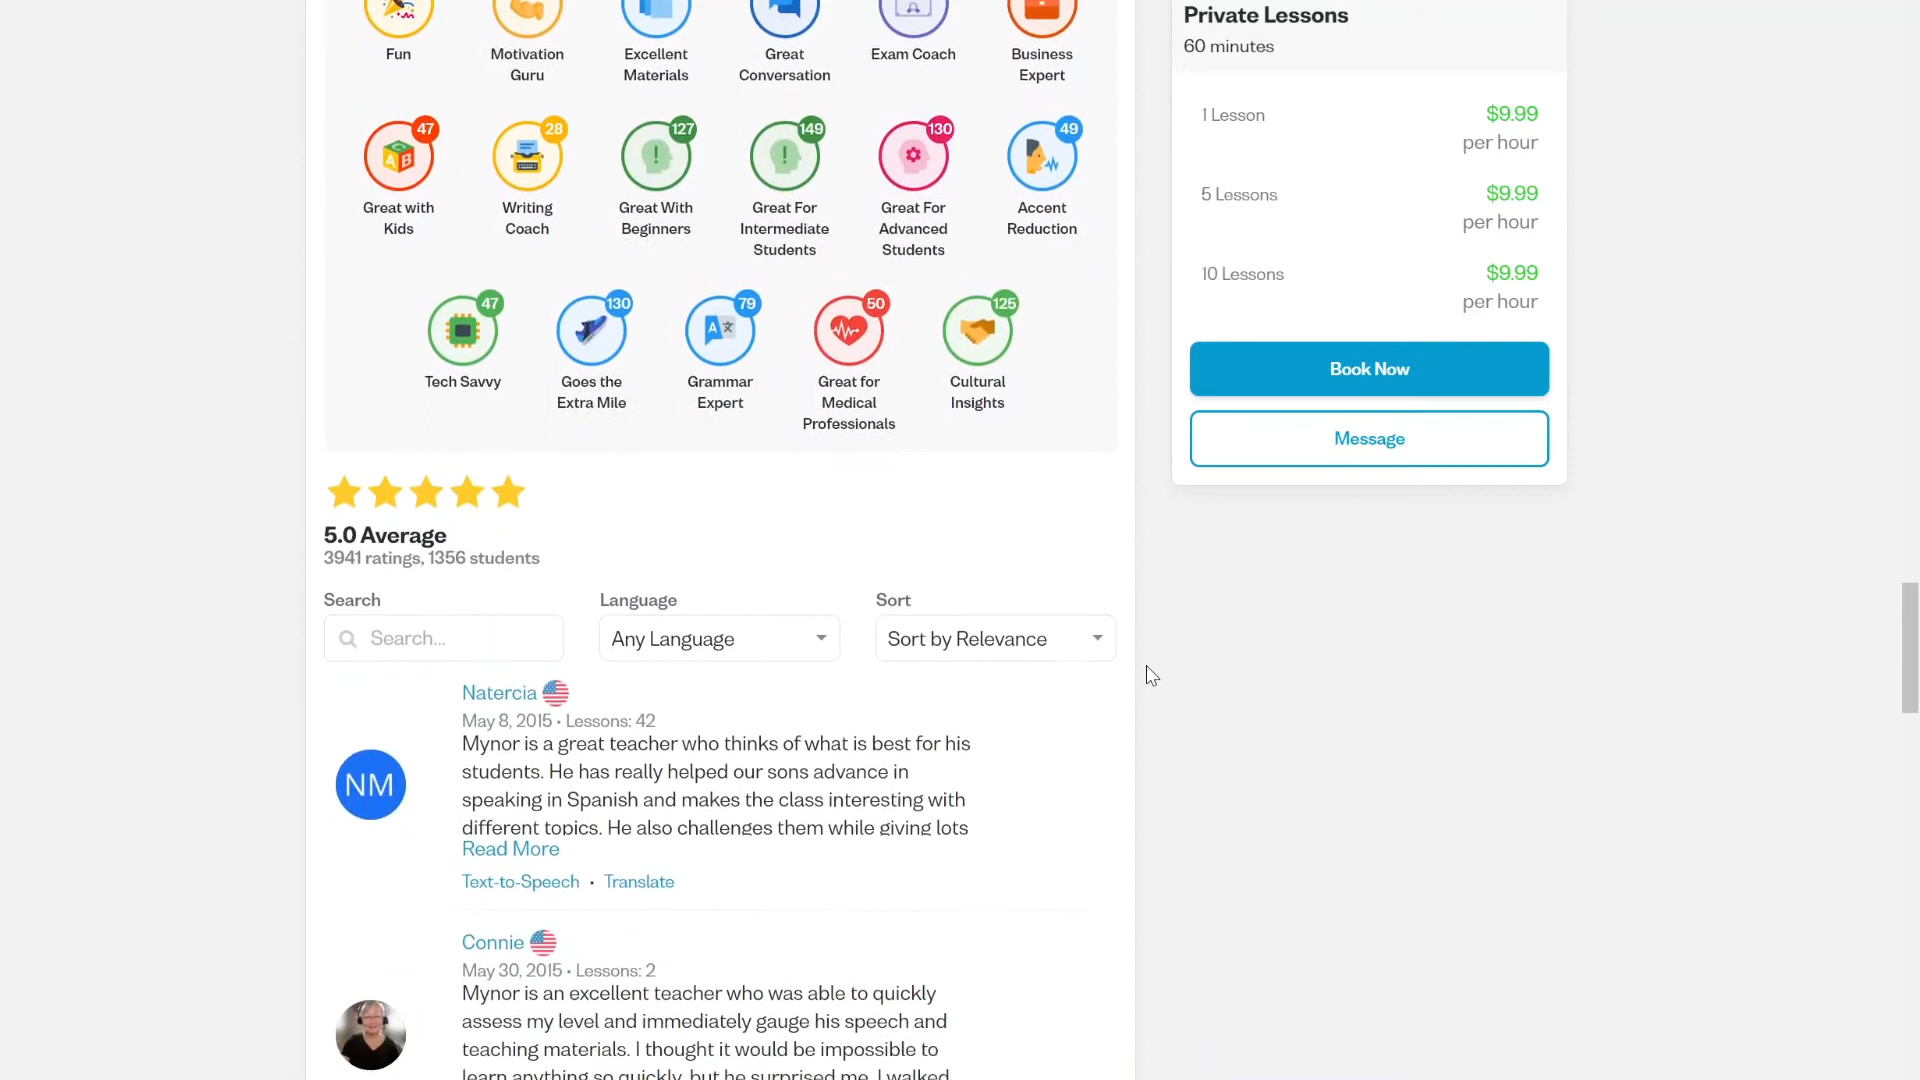 Fun
Motivation
Guru
Excellent
Materials
Great
Conversation
Exam Coach
Business
Expert
47
28
127
149
130
49
Great with
Kids
Writing
Coach
Great With
Beginners
Great For
Intermediate
Students
Great For
Advanced
Students
Accent
Reduction
47
130
79
50
125
Tech Savvy
Goes the
Extra Mile
Grammar
Expert
Great for
Medical
Professionals
Cultural
Insights
5.0 Average
3941 ratings, 1356 students
Search
Search...
Language
Any Language
Sort
Sort by Relevance
NM
Natercia
May 8, 2015 • Lessons: 42
Mynor is a great teacher who thinks of what is best for his
students. He has really helped our sons advance in
speaking in Spanish and makes the class interesting with
different topics. He also challenges them while giving lots
Read More
Text-to-Speech • Translate
Connie
May 30, 2015 • Lessons: 2
Mynor is an excellent teacher who was able to quickly
assess my level and immediately gauge his speech and
teaching materials. I thought it would be impossible to
learn anything so quickly, but he surprised me. I walked
Private Lessons
60 minutes
1 Lesson
$9.99
per hour
5 Lessons
$9.99
per hour
10 Lessons
$9.99
per hour
Book Now
Message